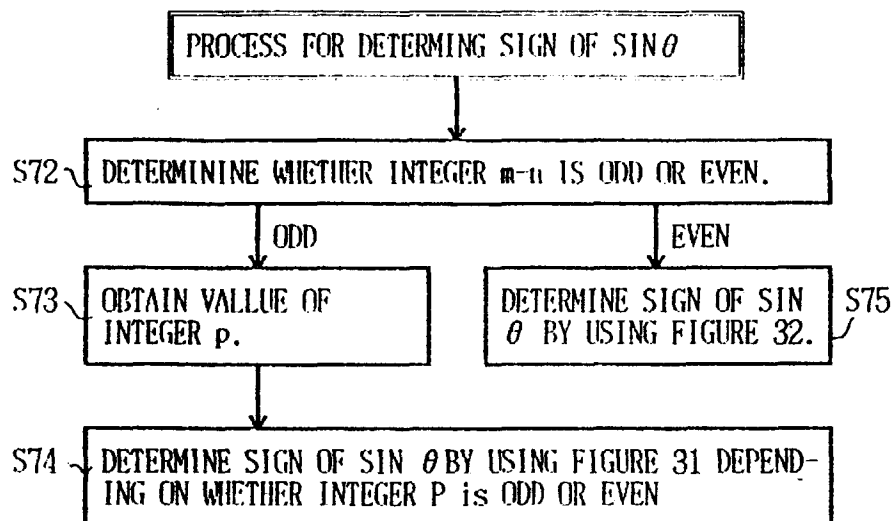 PROCESS FOR DETERMING SIGN OF SIN θ
S72
DETERMININE WHETHER INTEGER m-n IS ODD OR EVEN.
ODD
EVEN
S73
OBTAIN VALLUE OF
INTEGER p.
DETERMINE SIGN OF SIN
θ BY USING FIGURE 32.
S75
S74
DETERMINE SIGN OF SIN θ BY USING FIGURE 31 DEPEND-
ING ON WHETHER INTEGER P is ODD OR EVEN